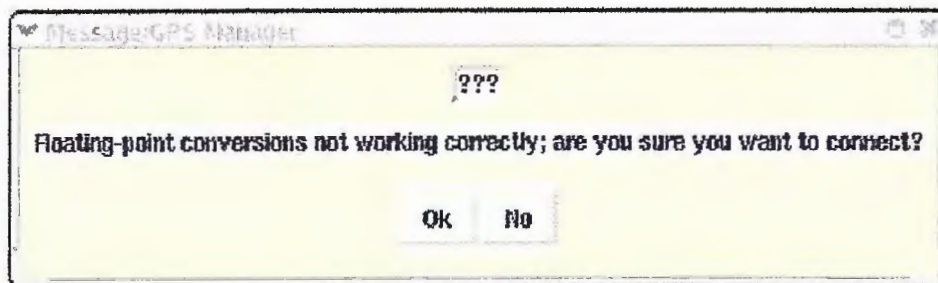 Message/GPS Manager
???
Floating-point conversions not working correctly; are you sure you want to connect?
Ok No